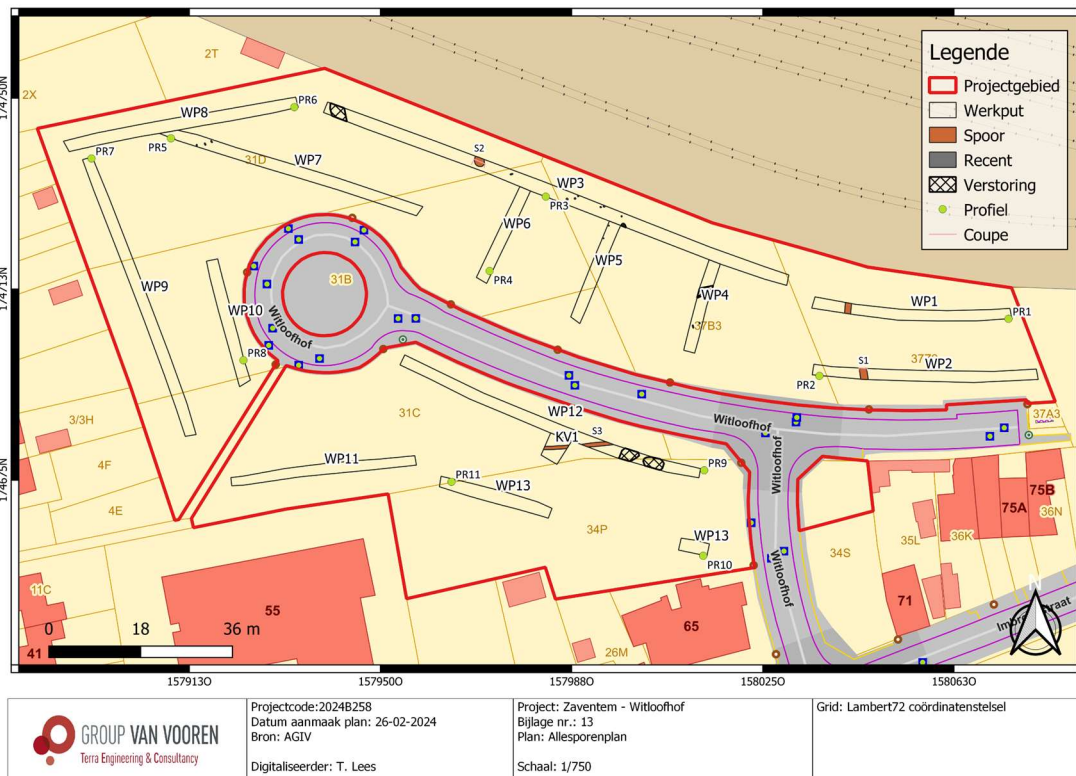 Legende
Projectgebied
Werkput
Spoor
Recent
Verstoring
Profiel
Coupe
2T
2X
WP8
PR6
PR5
PR7
31D
WP7
S2
WP3
PR3
WP6
PR4
WP5
WP4
37B3
WP1
PR1
WP9
WP10
31B
Witloofhof
PR8
S1
PR2
WP2
3/3H
31C
WP12
Witloofhof
37A3
4F
KV1
S3
Witloofhof
PR9
WP11
PR11
WP13
4E
34P
WP13
PR10
34S
35L
36K
75A
75B
36N
11C
55
41
65
26M
71
Witloofhof
N
0 18 36 m
174750N
174713N
174675N
1579130 1579500 1579880 1580250 1580630
GROUP VAN VOOREN
Terra Engineering & Consultancy
Projectcode:2024B258
Datum aanmaak plan: 26-02-2024
Bron: AGIV
Digitaliseerder: T. Lees
Project: Zaventem - Witloofhof
Bijlage nr.: 13
Plan: Allesporenplan
Schaal: 1/750
Grid: Lambert72 coördinatenstelsel